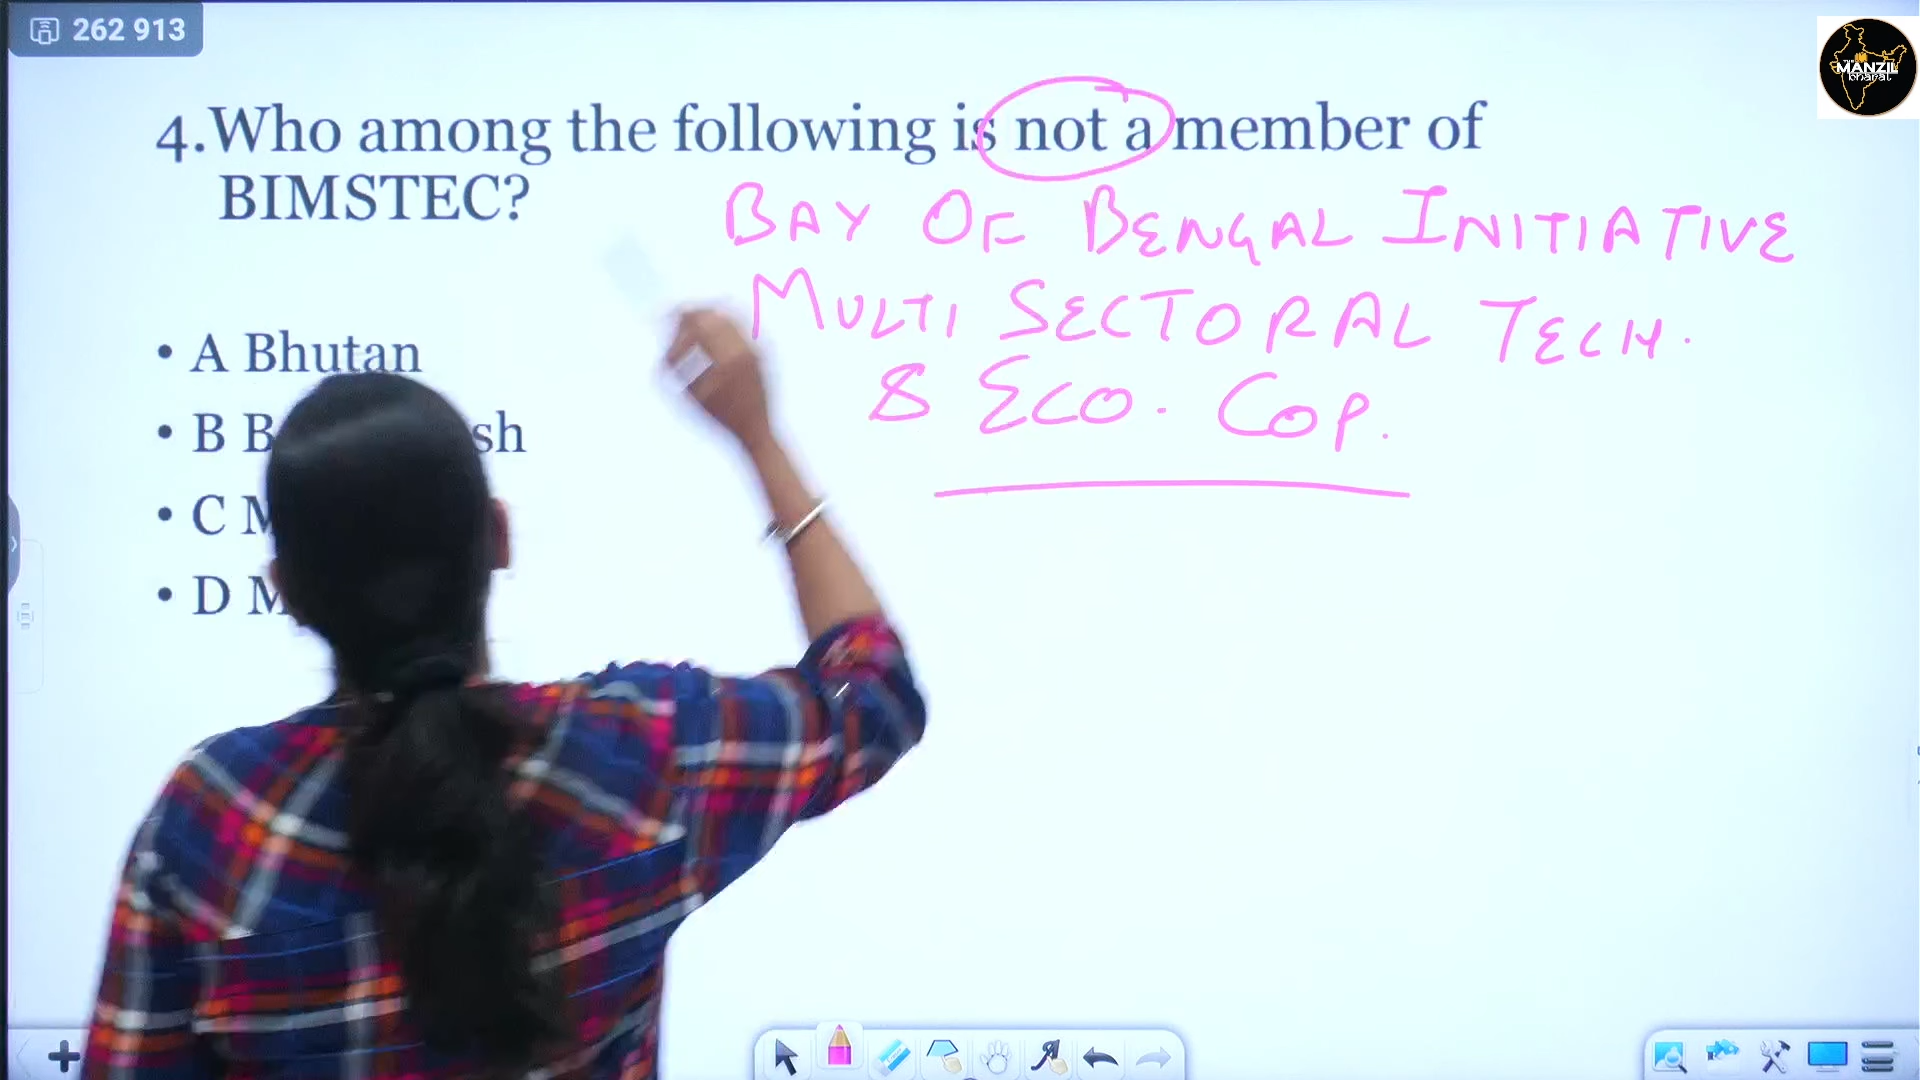 262 913
MANZIL
bharat
4.Who among the following is not a member of
BIMSTEC?
BAY OF BENGAL INITIATIVE
MULTI SECTORAL TECH.
& ECO. COP.
• A Bhutan
• B
• C
• D